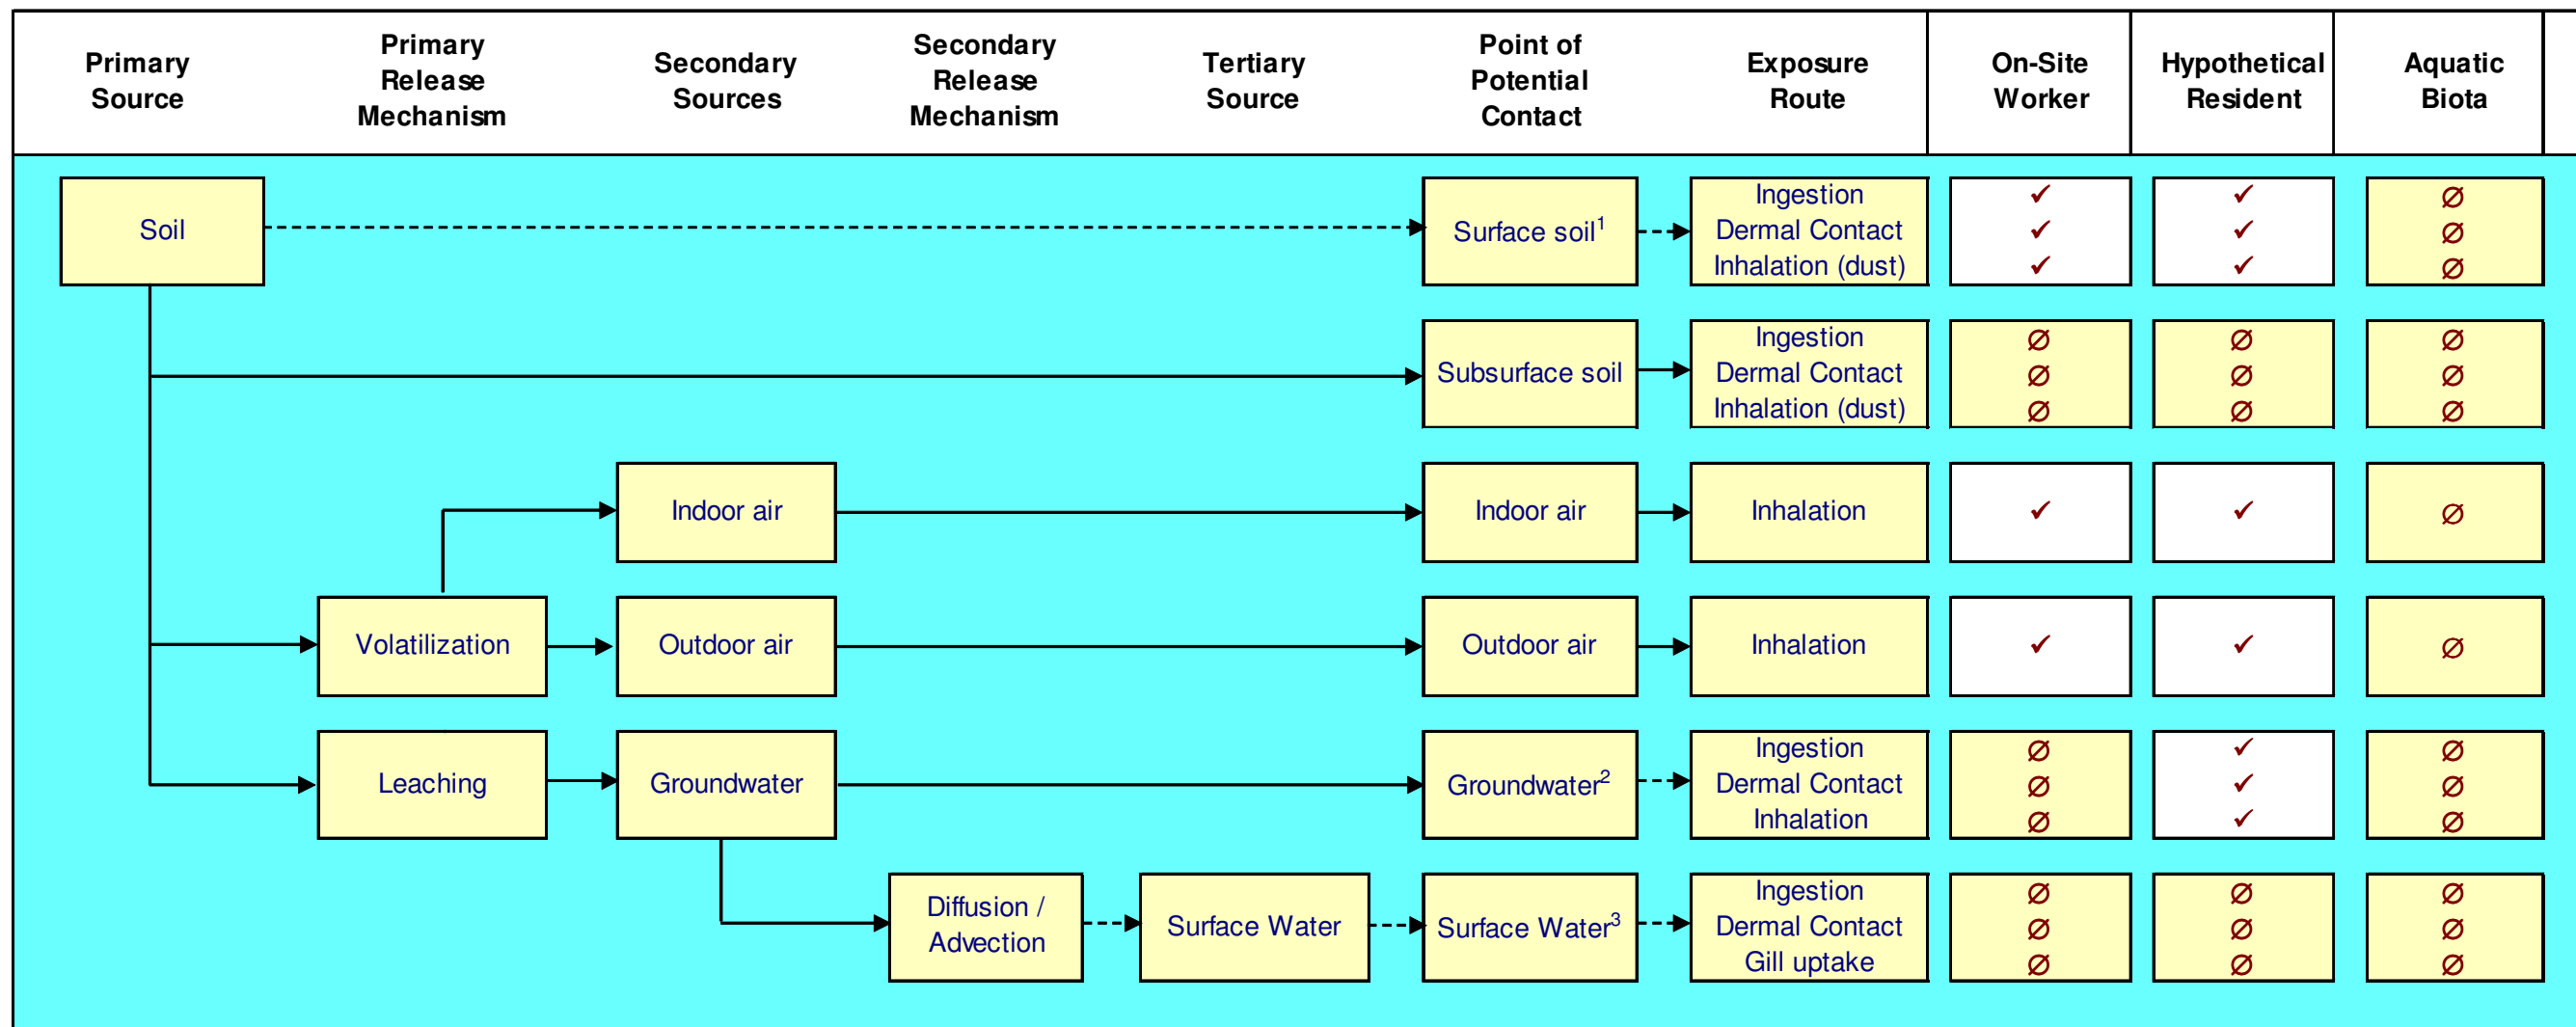 Primary
Source
Primary
Release
Mechanism
Secondary
Sources
Secondary
Release
Mechanism
Tertiary
Source
Point of
Potential
Contact
Exposure
Route
On-Site
Worker
Hypothetical
Resident
Aquatic
Biota
Soil
Surface soil¹
Ingestion
Dermal Contact
Inhalation (dust)
✓
✓
✓
✓
✓
✓
∅
∅
∅
Subsurface soil
Ingestion
Dermal Contact
Inhalation (dust)
∅
∅
∅
∅
∅
∅
∅
∅
∅
Indoor air
Indoor air
Inhalation
✓
✓
∅
Volatilization
Outdoor air
Outdoor air
Inhalation
✓
✓
∅
Leaching
Groundwater
Groundwater²
Ingestion
Dermal Contact
Inhalation
∅
∅
∅
✓
✓
✓
∅
∅
∅
Diffusion /
Advection
Surface Water
Surface Water³
Ingestion
Dermal Contact
Gill uptake
∅
∅
∅
∅
∅
∅
∅
∅
∅